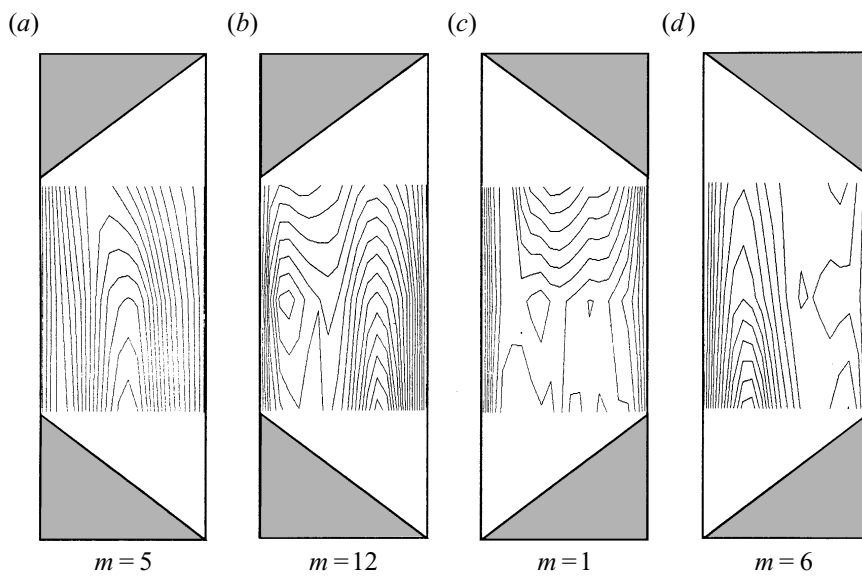 (a) (b) (c) (d)
m = 5 m = 12 m = 1 m = 6